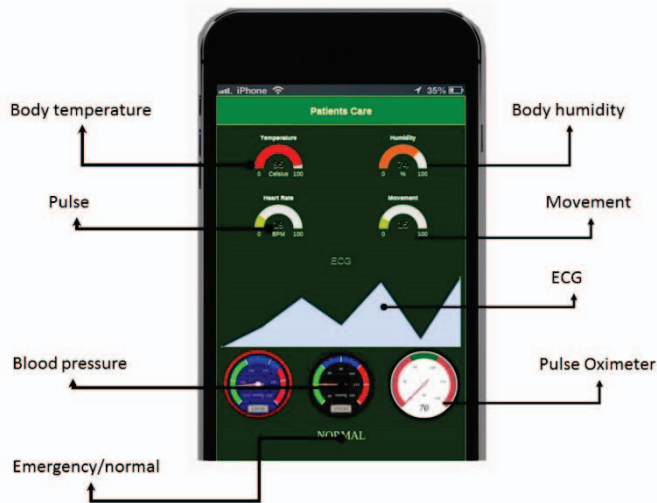 iPhone
35%
Patients Care
Body temperature
Body humidity
Temperature
Humidity
0 Celsius 100
0 % 100
Pulse
Movement
Heart Rate
Movement
0 BPM 100
0 100
ECG
ECG
Blood pressure
Pulse Oximeter
70
NORMAL
Emergency/normal